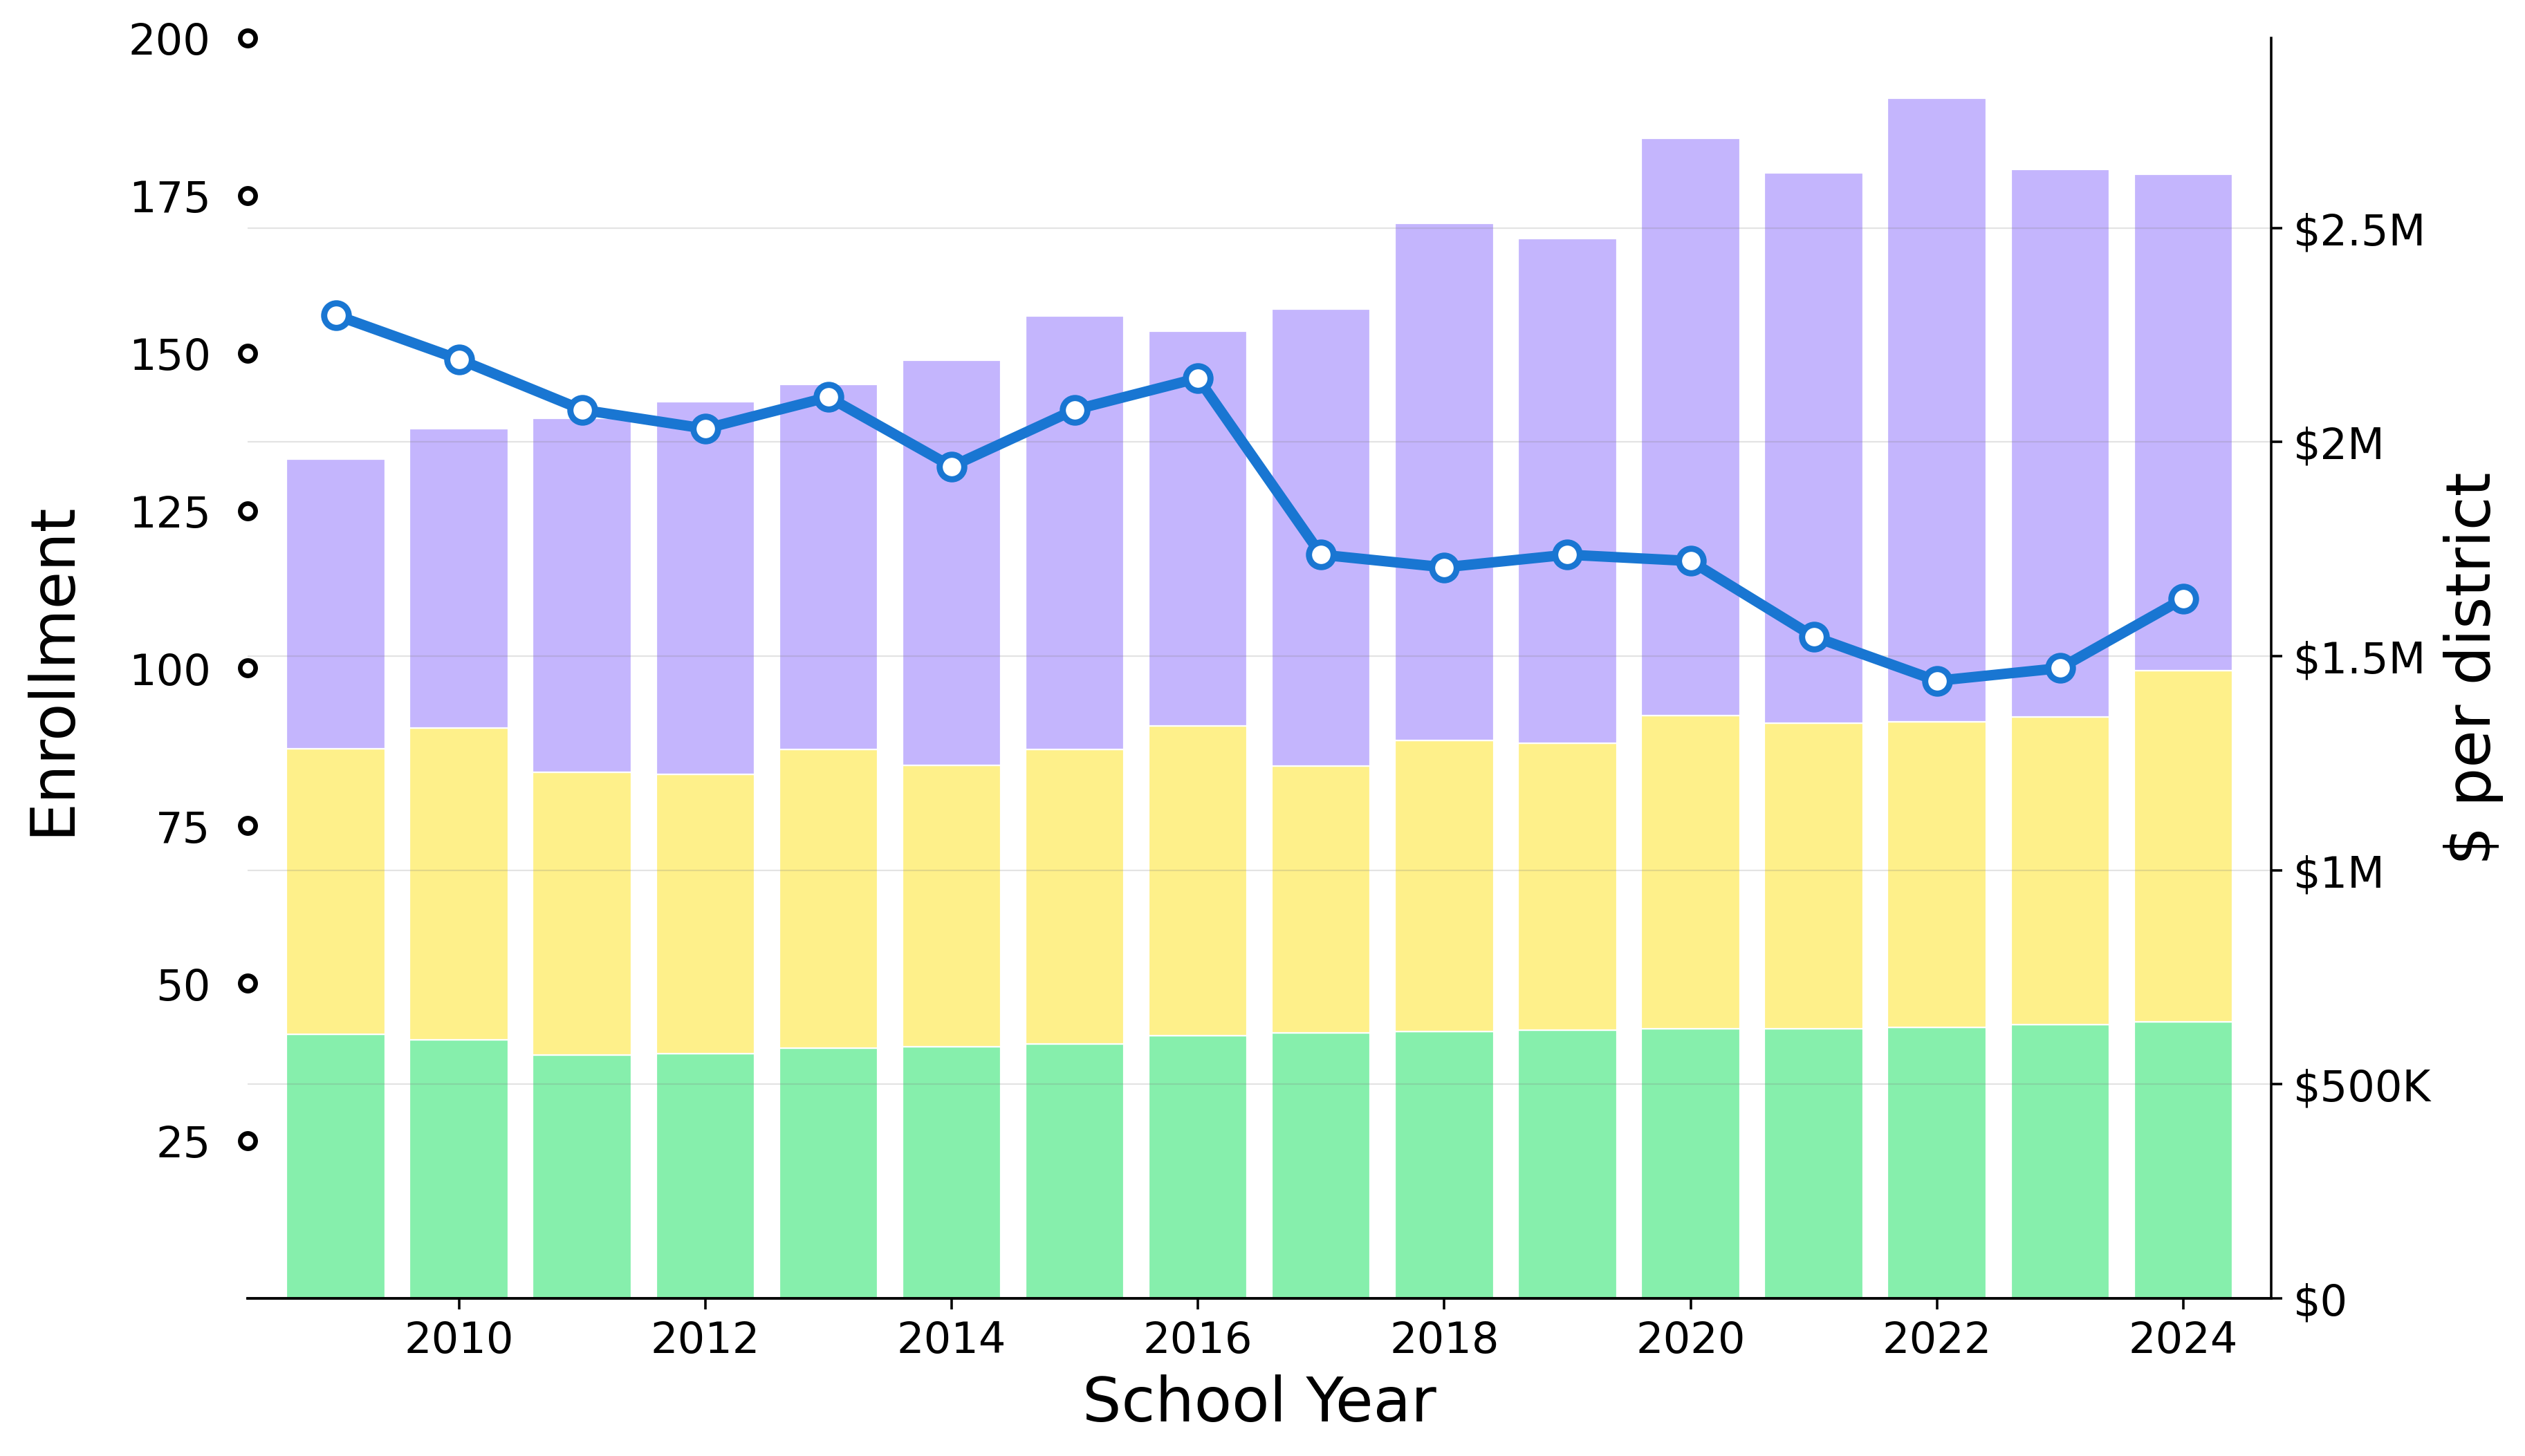 200
175
150
125
100
75
50
25
Enrollment
$2.5M
$2M
$1.5M
$1M
$500K
$0
$ per district
2010 2012 2014 2016 2018 2020 2022 2024
School Year